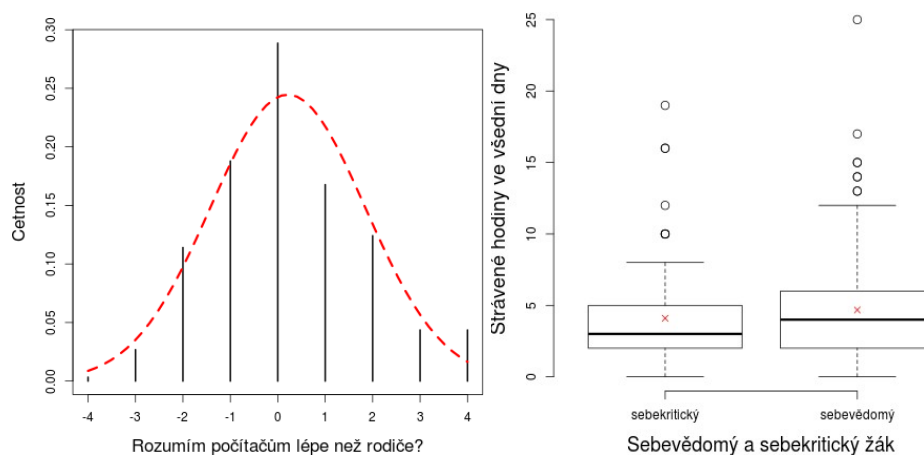 Cetnost
0.00 0.05 0.10 0.15 0.20 0.25 0.30
-4 -3 -2 -1 0 1 2 3 4
Rozumím počítačům lépe než rodiče?
Strávené hodiny ve všední dny
0 5 10 15 20 25
sebekritický sebevědomý
Sebevědomý a sebekritický žák